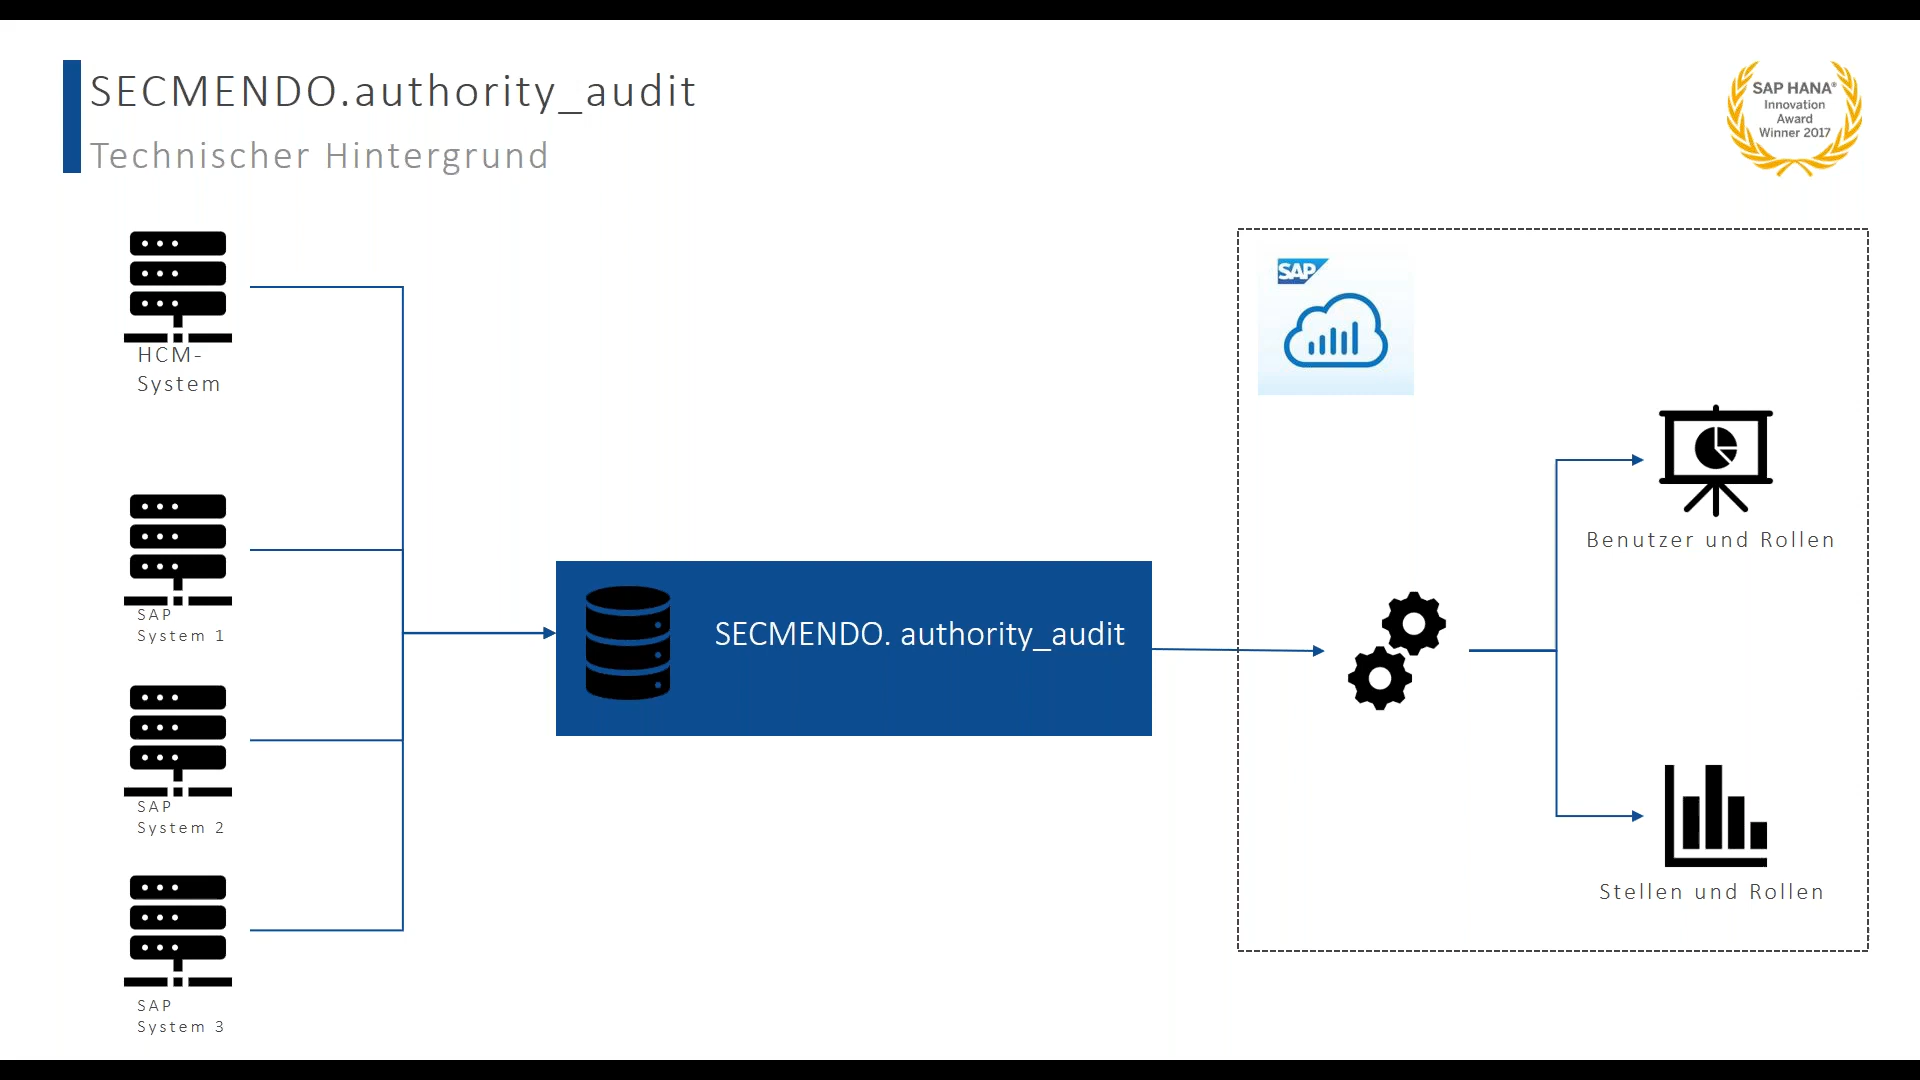 SECMENDO.authority_audit
Technischer Hintergrund
SAP HANA®
Innovation
Award
Winner 2017
HCM-
System
SAP
System 1
SAP
System 2
SAP
System 3
SECMENDO. authority_audit
SAP
Benutzer und Rollen
Stellen und Rollen